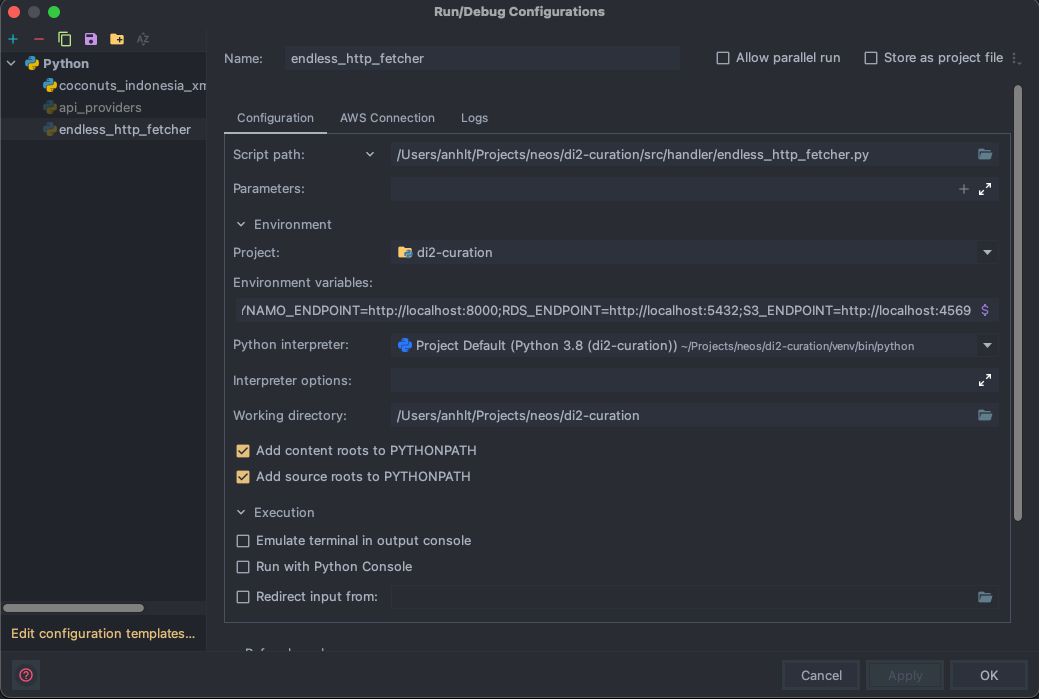 Run/Debug Configurations
Python
coconuts_indonesia_xm
api_providers
endless_http_fetcher
Edit configuration templates...
Name:
endless_http_fetcher
Allow parallel run
Store as project file
Configuration
AWS Connection
Logs
Script path:
/Users/anhlt/Projects/neos/di2-curation/src/handler/endless_http_fetcher.py
Parameters:
Environment
Project:
di2-curation
Environment variables:
YNAMO_ENDPOINT=http://localhost:8000;RDS_ENDPOINT=http://localhost:5432;S3_ENDPOINT=http://localhost:4569
Python interpreter:
Project Default (Python 3.8 (di2-curation)) ~/Projects/neos/di2-curation/venv/bin/python
Interpreter options:
Working directory:
/Users/anhlt/Projects/neos/di2-curation
Add content roots to PYTHONPATH
Add source roots to PYTHONPATH
Execution
Emulate terminal in output console
Run with Python Console
Redirect input from:
Cancel
Apply
OK